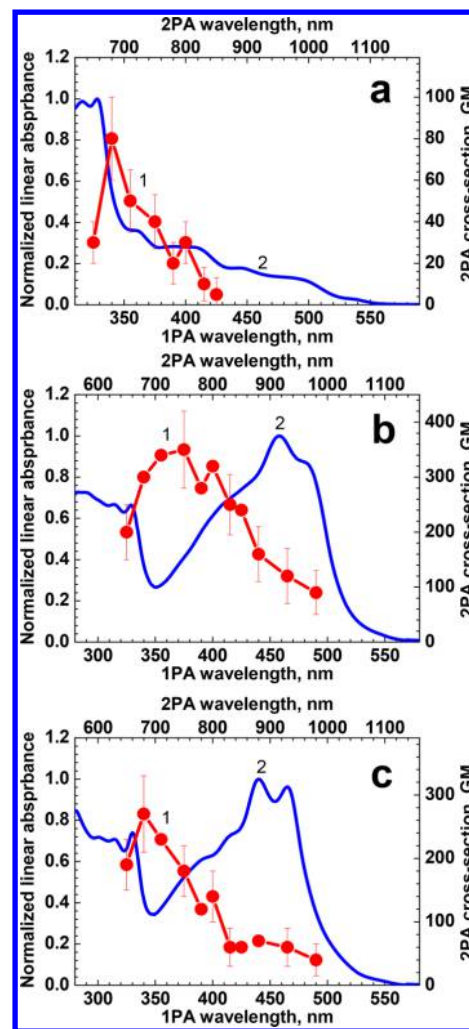 2PA wavelength, nm
700 800 900 1000 1100
a
1.2 1.0 0.8 0.6 0.4 0.2 0.0
Normalized linear absprbance
1
2
100 80 60 40 20 0
2PA cross-section, GM
350 400 450 500 550
1PA wavelength, nm
2PA wavelength, nm
600 700 800 900 1000 1100
b
1.2 1.0 0.8 0.6 0.4 0.2 0.0
Normalized linear absprbance
1
2
400 300 200 100 0
2PA cross-section, GM
300 350 400 450 500 550
1PA wavelength, nm
2PA wavelength, nm
600 700 800 900 1000 1100
c
1.2 1.0 0.8 0.6 0.4 0.2 0.0
Normalized linear absprbance
1
2
300 200 100 0
2PA cross-section, GM
300 350 400 450 500 550
1PA wavelength, nm